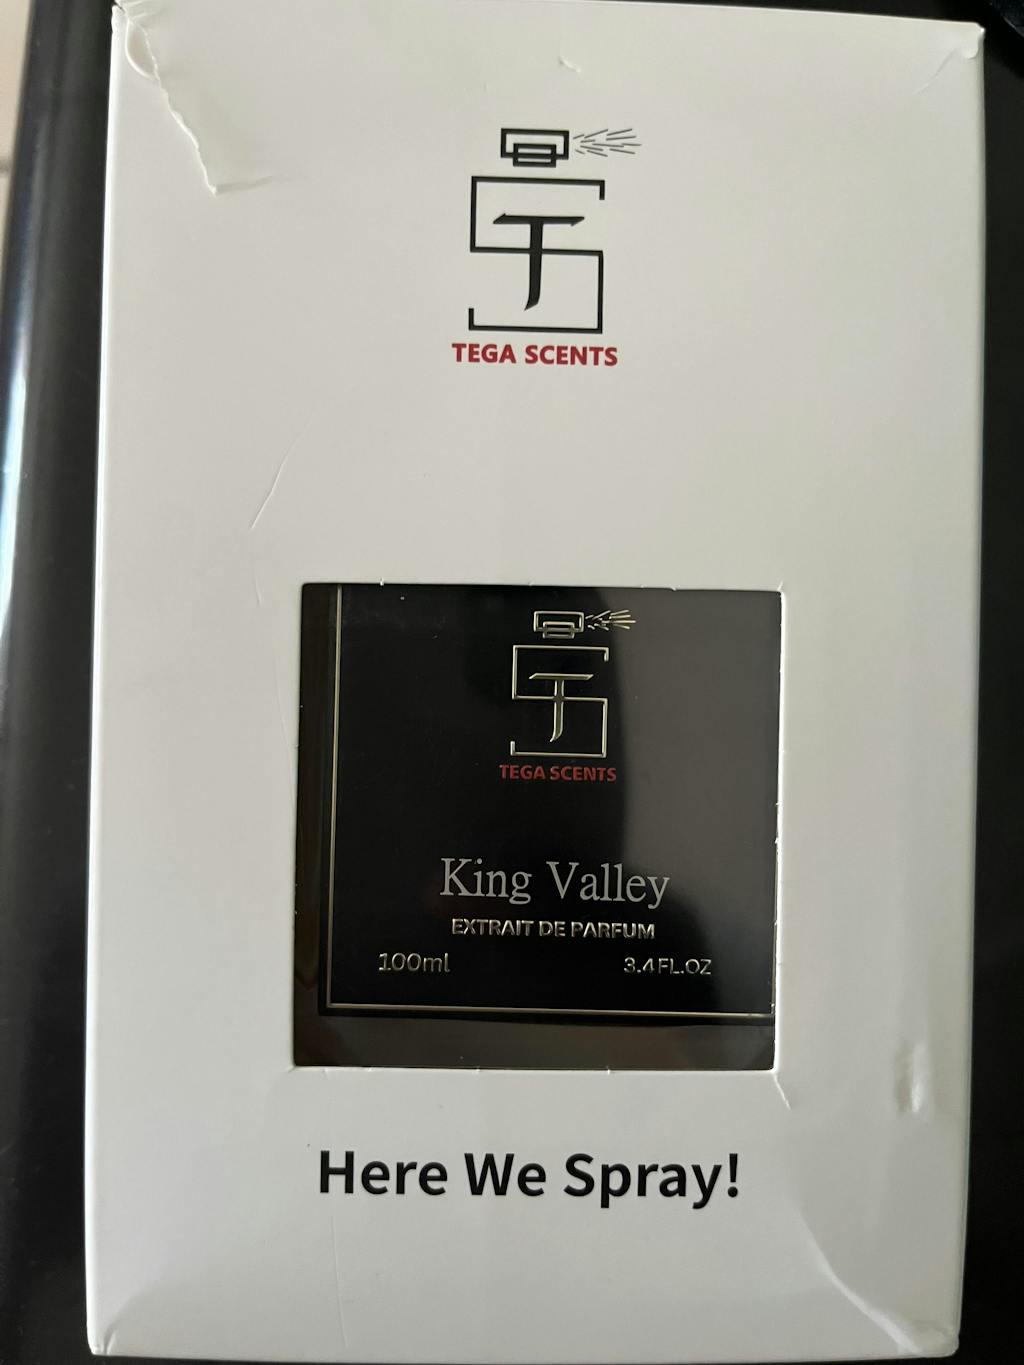 TEGA SCENTS
TEGA SCENTS
King Valley
EXTRAIT DE PARFUM
100ml 3.4FL.OZ
Here We Spray!